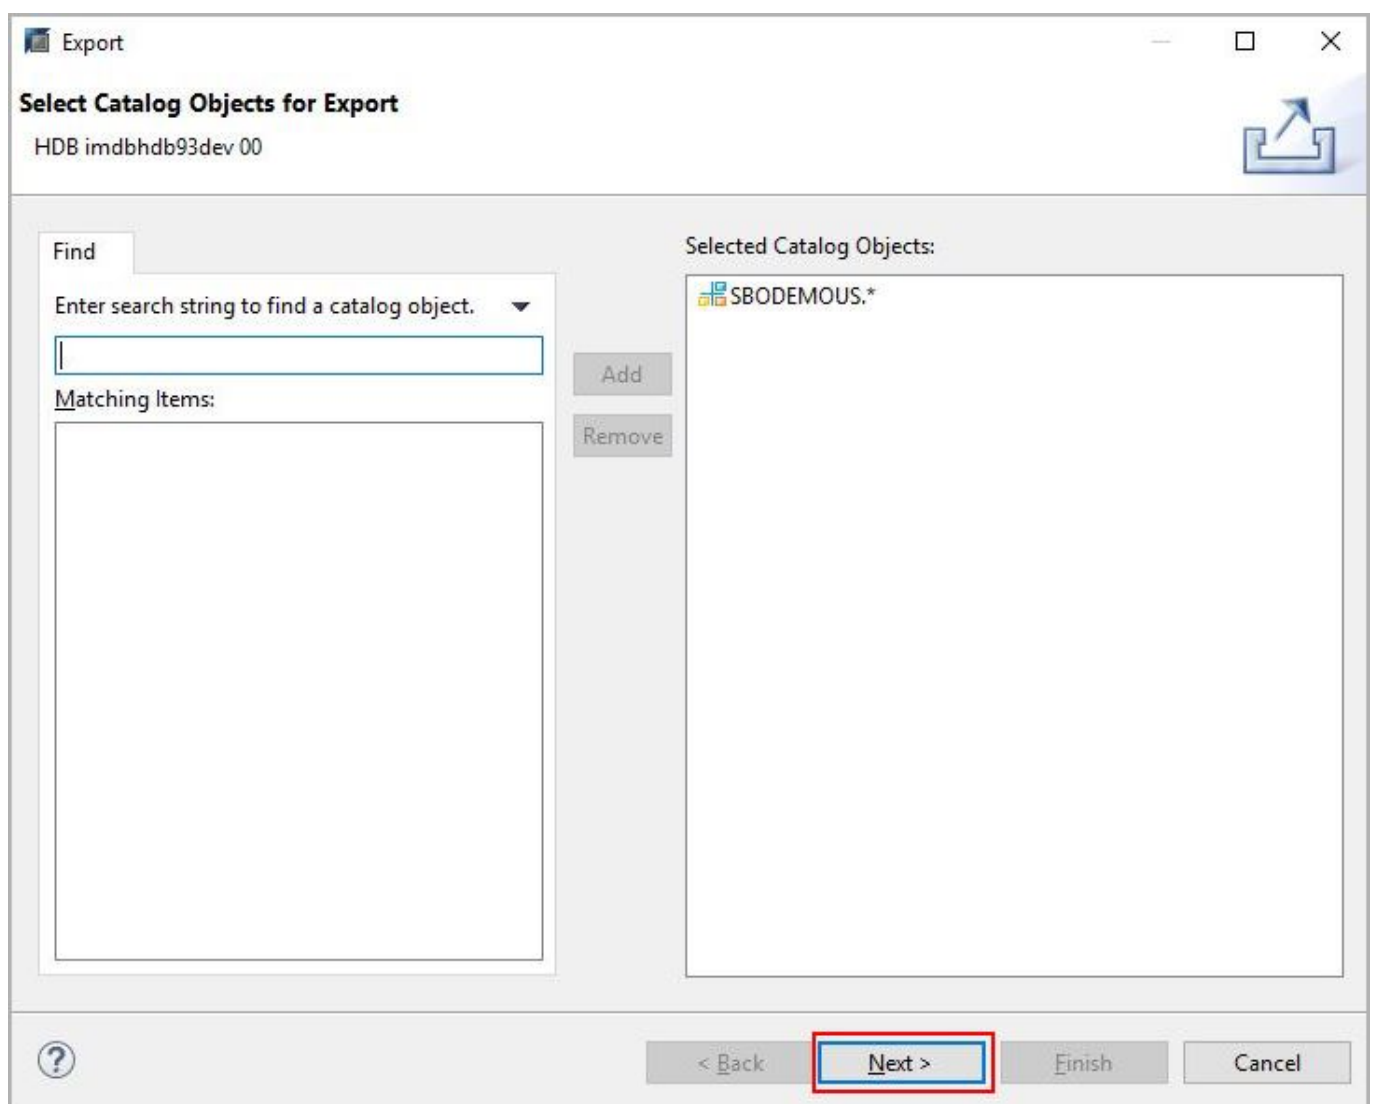 Export
Select Catalog Objects for Export
HDB imdbhdb93dev 00
Find
Enter search string to find a catalog object.
Matching Items:
Add
Remove
Selected Catalog Objects:
SBODEMOUS.*
< Back
Next >
Finish
Cancel